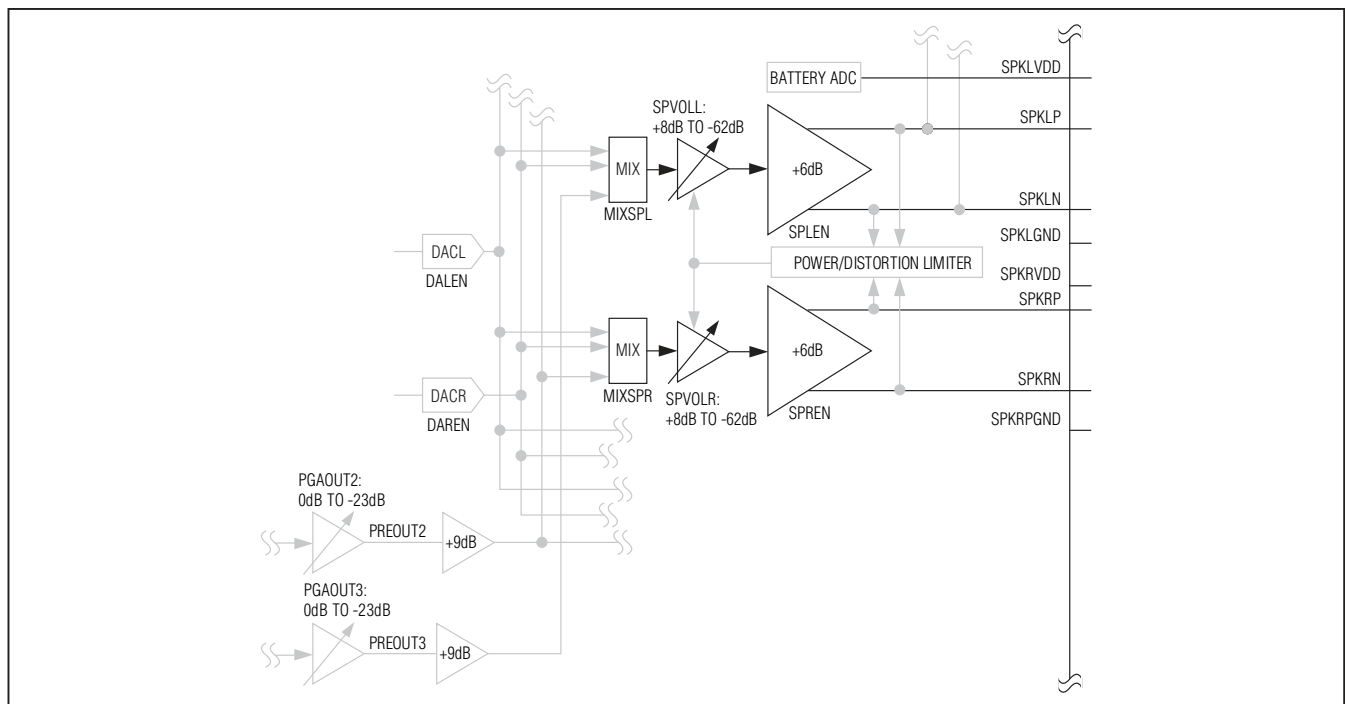 BATTERY ADC
SPKLVDD
SPVOLL:
+8dB TO -62dB
SPKLP
MIX
+6dB
MIXSPL
SPKLN
SPLEN
SPKLGND
DACL
DALEN
POWER/DISTORTION LIMITER
SPKRVDD
SPKRP
MIX
+6dB
MIXSPR
SPVOLR:
+8dB TO -62dB
SPKRN
SPREN
SPKRPGND
DACR
DAREN
PGAOUT2:
0dB TO -23dB
PREOUT2
+9dB
PGAOUT3:
0dB TO -23dB
PREOUT3
+9dB